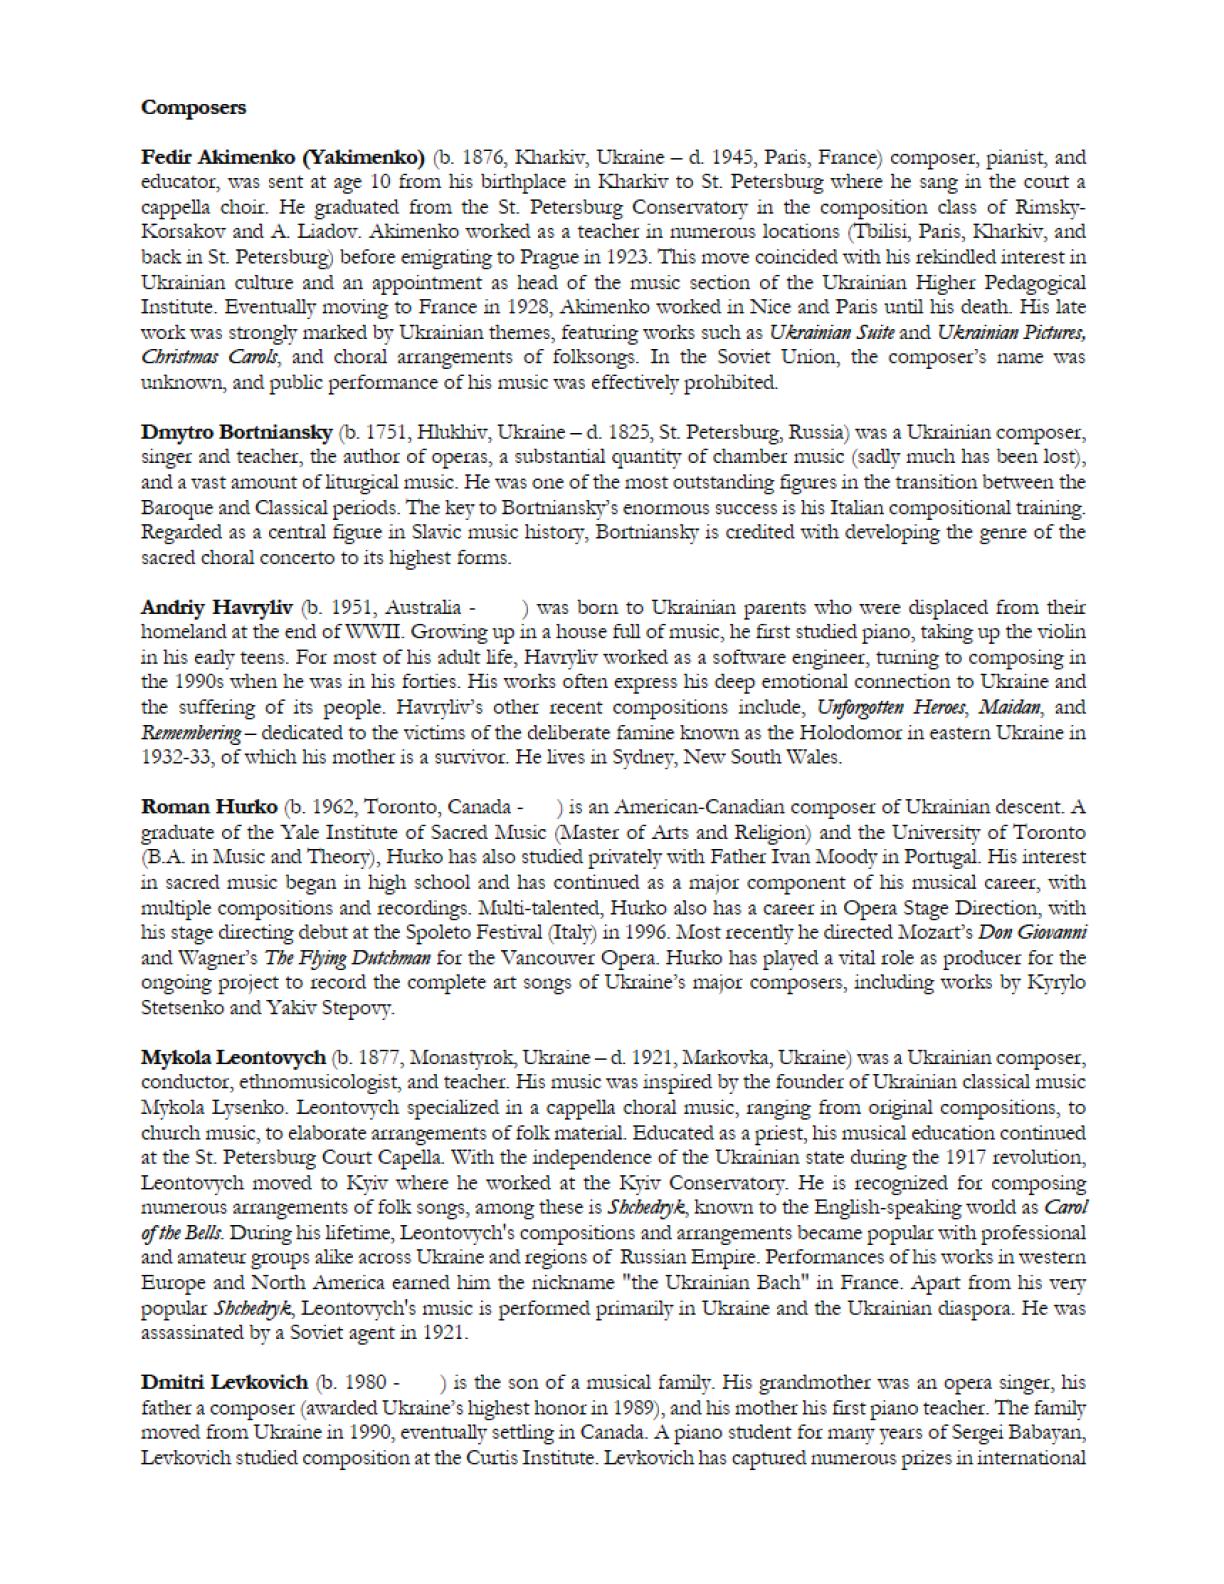 Composers
Fedir Akimenko (Yakimenko) (b. 1876, Kharkiv, Ukraine – d. 1945, Paris, France) composer, pianist, and
educator, was sent at age 10 from his birthplace in Kharkiv to St. Petersburg where he sang in the court a
cappella choir. He graduated from the St. Petersburg Conservatory in the composition class of Rimsky-
Korsakov and A. Liadov. Akimenko worked as a teacher in numerous locations (Tbilisi, Paris, Kharkiv, and
back in St. Petersburg) before emigrating to Prague in 1923. This move coincided with his rekindled interest in
Ukrainian culture and an appointment as head of the music section of the Ukrainian Higher Pedagogical
Institute. Eventually moving to France in 1928, Akimenko worked in Nice and Paris until his death. His late
work was strongly marked by Ukrainian themes, featuring works such as Ukrainian Suite and Ukrainian Pictures,
Christmas Carols, and choral arrangements of folksongs. In the Soviet Union, the composer's name was
unknown, and public performance of his music was effectively prohibited.
Dmytro Bortniansky (b. 1751, Hlukhiv, Ukraine – d. 1825, St. Petersburg, Russia) was a Ukrainian composer,
singer and teacher, the author of operas, a substantial quantity of chamber music (sadly much has been lost),
and a vast amount of liturgical music. He was one of the most outstanding figures in the transition between the
Baroque and Classical periods. The key to Bortniansky's enormous success is his Italian compositional training.
Regarded as a central figure in Slavic music history, Bortniansky is credited with developing the genre of the
sacred choral concerto to its highest forms.
Andriy Havryliv (b. 1951, Australia - ) was born to Ukrainian parents who were displaced from their
homeland at the end of WWII. Growing up in a house full of music, he first studied piano, taking up the violin
in his early teens. For most of his adult life, Havryliv worked as a software engineer, turning to composing in
the 1990s when he was in his forties. His works often express his deep emotional connection to Ukraine and
the suffering of its people. Havryliv's other recent compositions include, Unforgotten Heroes, Maidan, and
Remembering – dedicated to the victims of the deliberate famine known as the Holodomor in eastern Ukraine in
1932-33, of which his mother is a survivor. He lives in Sydney, New South Wales.
Roman Hurko (b. 1962, Toronto, Canada - ) is an American-Canadian composer of Ukrainian descent. A
graduate of the Yale Institute of Sacred Music (Master of Arts and Religion) and the University of Toronto
(B.A. in Music and Theory), Hurko has also studied privately with Father Ivan Moody in Portugal. His interest
in sacred music began in high school and has continued as a major component of his musical career, with
multiple compositions and recordings. Multi-talented, Hurko also has a career in Opera Stage Direction, with
his stage directing debut at the Spoleto Festival (Italy) in 1996. Most recently he directed Mozart's Don Giovanni
and Wagner's The Flying Dutchman for the Vancouver Opera. Hurko has played a vital role as producer for the
ongoing project to record the complete art songs of Ukraine's major composers, including works by Kyrylo
Stetsenko and Yakiv Stepovy.
Mykola Leontovych (b. 1877, Monastyrok, Ukraine – d. 1921, Markovka, Ukraine) was a Ukrainian composer,
conductor, ethnomusicologist, and teacher. His music was inspired by the founder of Ukrainian classical music
Mykola Lysenko. Leontovych specialized in a cappella choral music, ranging from original compositions, to
church music, to elaborate arrangements of folk material. Educated as a priest, his musical education continued
at the St. Petersburg Court Capella. With the independence of the Ukrainian state during the 1917 revolution,
Leontovych moved to Kyiv where he worked at the Kyiv Conservatory. He is recognized for composing
numerous arrangements of folk songs, among these is Shchedryk, known to the English-speaking world as Carol
of the Bells. During his lifetime, Leontovych's compositions and arrangements became popular with professional
and amateur groups alike across Ukraine and regions of Russian Empire. Performances of his works in western
Europe and North America earned him the nickname "the Ukrainian Bach" in France. Apart from his very
popular Shchedryk, Leontovych's music is performed primarily in Ukraine and the Ukrainian diaspora. He was
assassinated by a Soviet agent in 1921.
Dmitri Levkovich (b. 1980 - ) is the son of a musical family. His grandmother was an opera singer, his
father a composer (awarded Ukraine's highest honor in 1989), and his mother his first piano teacher. The family
moved from Ukraine in 1990, eventually settling in Canada. A piano student for many years of Sergei Babayan,
Levkovich studied composition at the Curtis Institute. Levkovich has captured numerous prizes in international